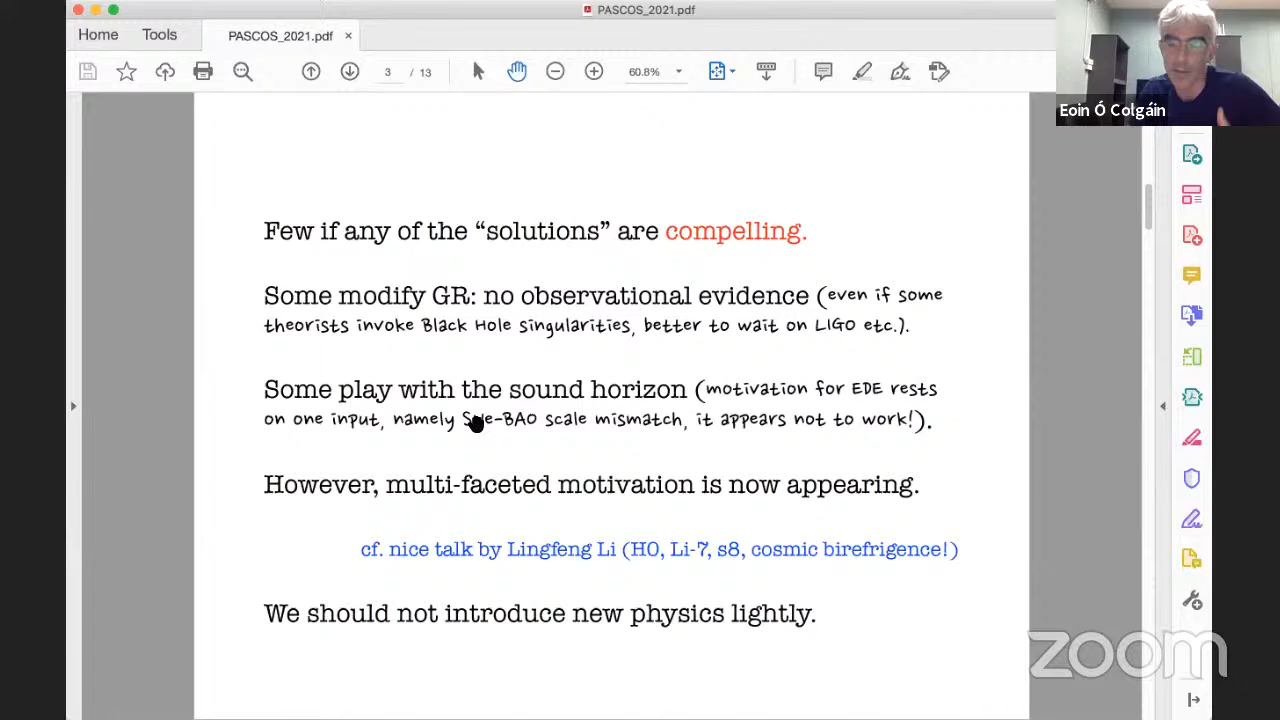 PASCOS_2021.pdf
Home
Tools
PASCOS_2021.pdf ×
3 / 13
60.8%
Eoin Ó Colgáin
Few if any of the “solutions” are compelling.
Some modify GR: no observational evidence (even if some
theorists invoke Black Hole singularities, better to wait on LIGO etc.).
Some play with the sound horizon (motivation for EDE rests
on one input, namely SNe-BAO scale mismatch, it appears not to work!).
However, multi-faceted motivation is now appearing.
cf. nice talk by Lingfeng Li (H0, Li-7, s8, cosmic birefrigence!)
We should not introduce new physics lightly.
zoom